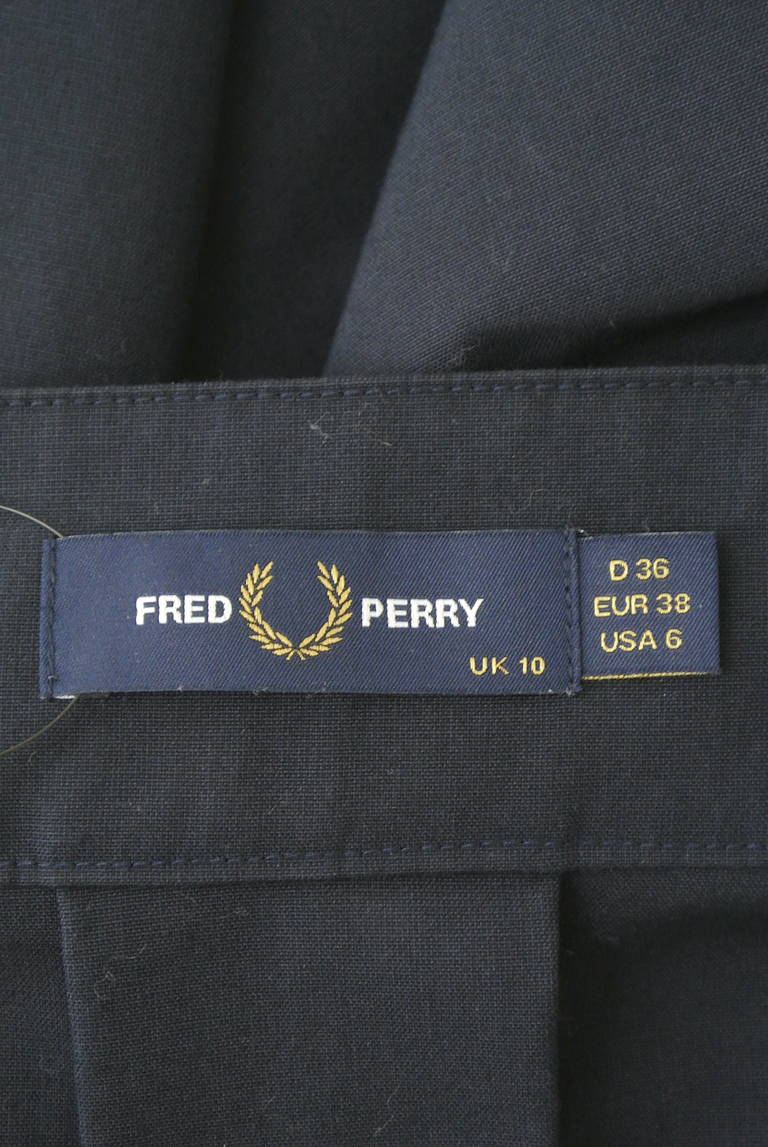 FRED PERRY
UK 10
D 36
EUR 38
USA 6